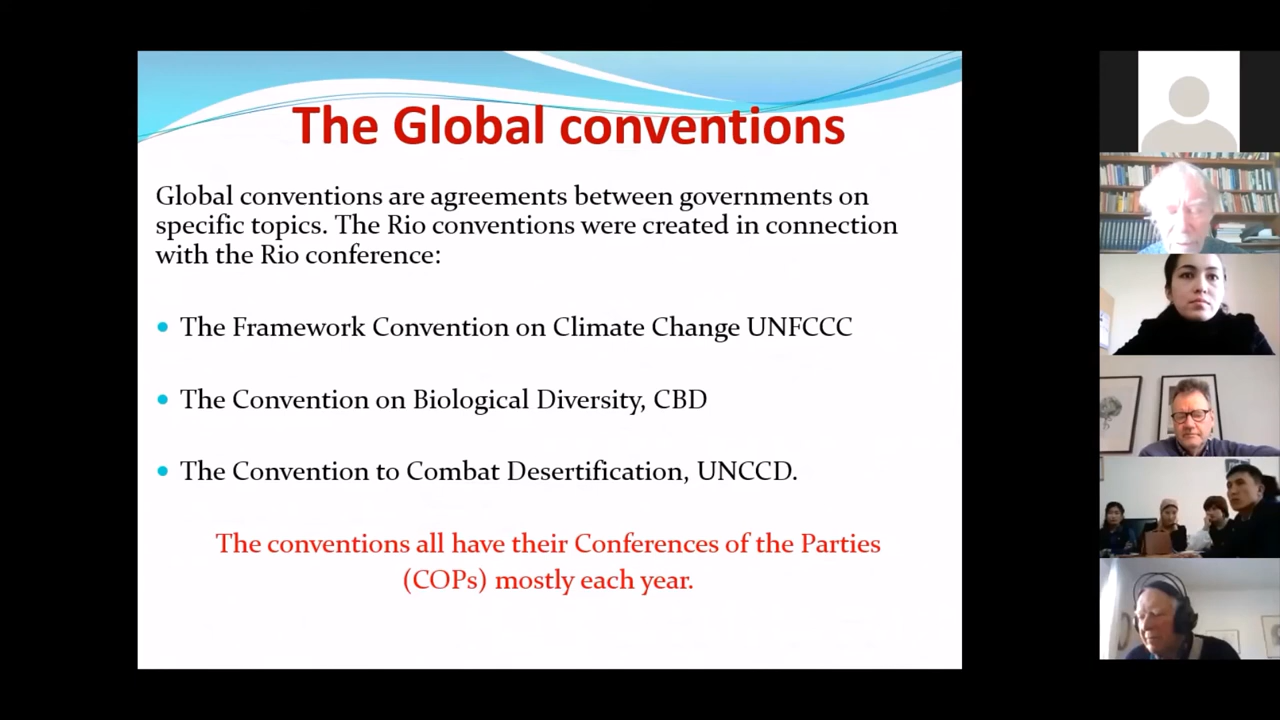 The Global conventions
Global conventions are agreements between governments on
specific topics. The Rio conventions were created in connection
with the Rio conference:
• The Framework Convention on Climate Change UNFCCC
• The Convention on Biological Diversity, CBD
• The Convention to Combat Desertification, UNCCD.
The conventions all have their Conferences of the Parties
(COPs) mostly each year.